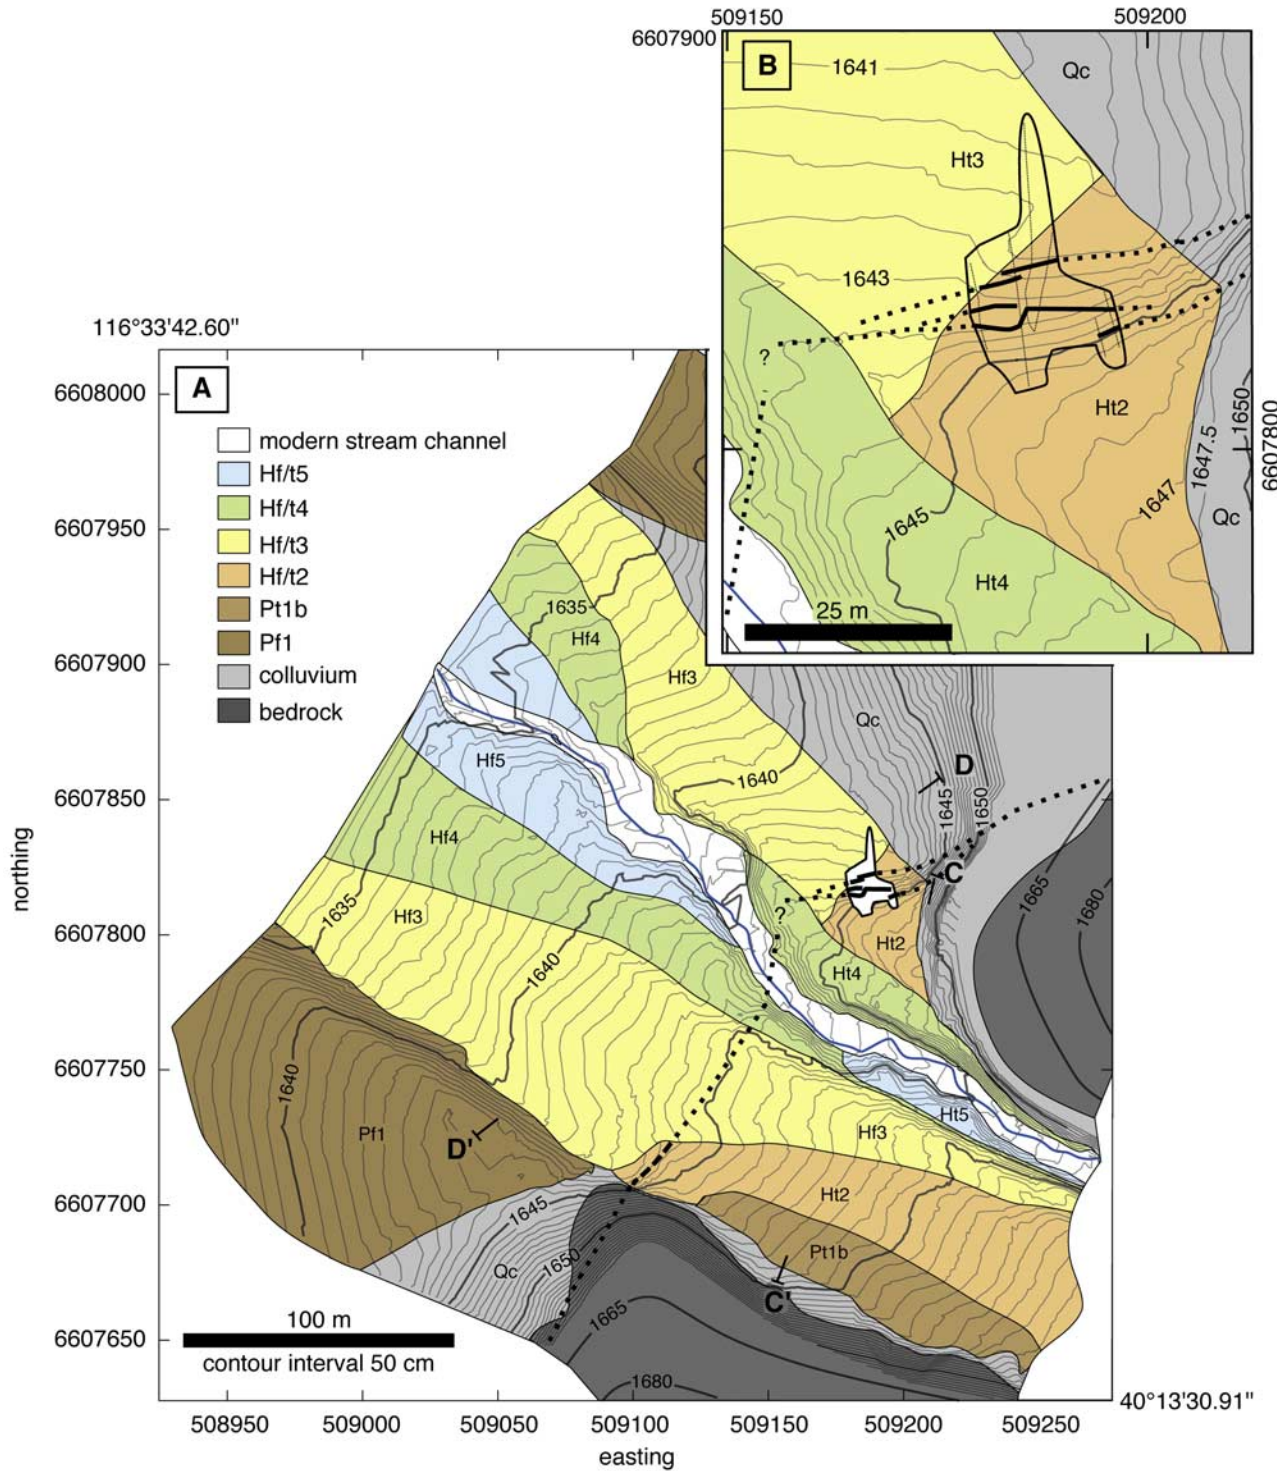 509150
509200
6607900
B
1641
Qc
Ht3
1643
?
Ht2
1650
6607800
1647.5
1647
1645
Qc
Ht4
25 m
116°33'42.60"
A
6608000
6607950
6607900
6607850
6607800
6607750
6607700
6607650
northing
modern stream channel
Hf/t5
Hf/t4
Hf/t3
Hf/t2
Pt1b
Pf1
colluvium
bedrock
1635
Hf4
Hf3
Qc
D
1645
1650
1640
Hf5
Hf4
C
1665
1680
1635
Hf3
?
Ht2
1640
Ht4
1640
Pf1
D'
Ht5
Hf3
Ht2
1645
Pt1b
Qc
1650
C'
1665
1680
100 m
contour interval 50 cm
40°13'30.91"
508950
509000
509050
509100
509150
509200
509250
easting